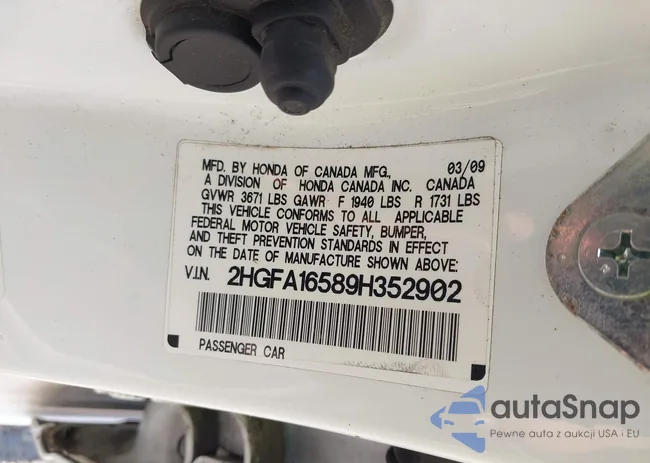 MFD. BY HONDA OF CANADA MFG., 03/09
A DIVISION OF HONDA CANADA INC. CANADA
GVWR 3671 LBS GAWR F 1940 LBS R 1731 LBS
THIS VEHICLE CONFORMS TO ALL APPLICABLE
FEDERAL MOTOR VEHICLE SAFETY, BUMPER,
AND THEFT PREVENTION STANDARDS IN EFFECT
ON THE DATE OF MANUFACTURE SHOWN ABOVE:
V.I.N. 2HGFA16589H352902
PASSENGER CAR
autaSnap
Pewne auta z aukcji USA i EU